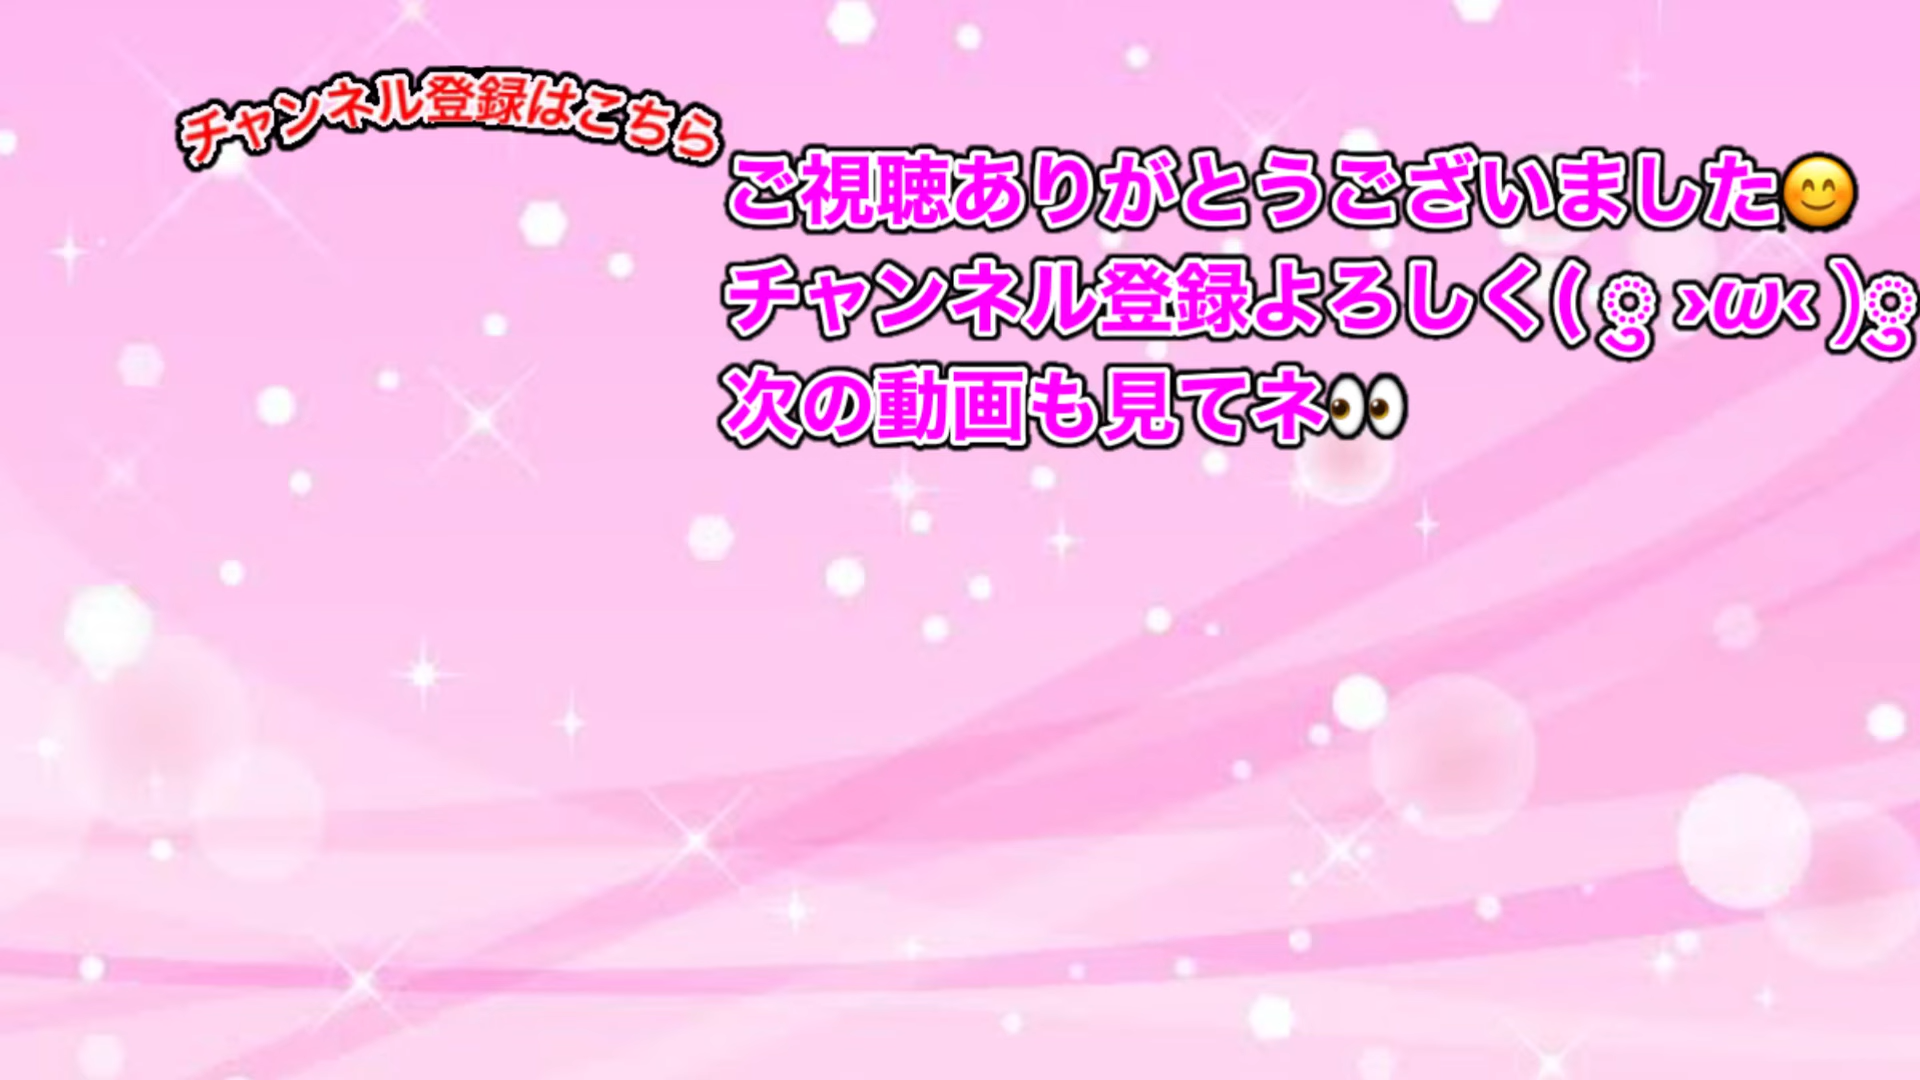 チャンネル登録はこちら
ご視聴ありがとうございました😊
チャンネル登録よろしく( ੭ ›ω‹ )੭
次の動画も見てネ👀